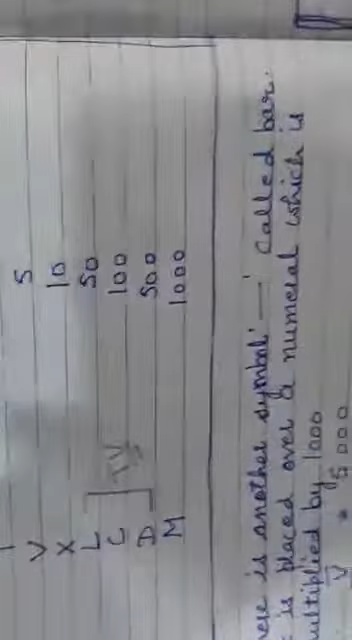 V 5
X 10
L 50
C 100
D 500
M 1000
is another symbol '—' called bar.
is placed over a numeral which is
multiplied by 1000
V̅ = 5000